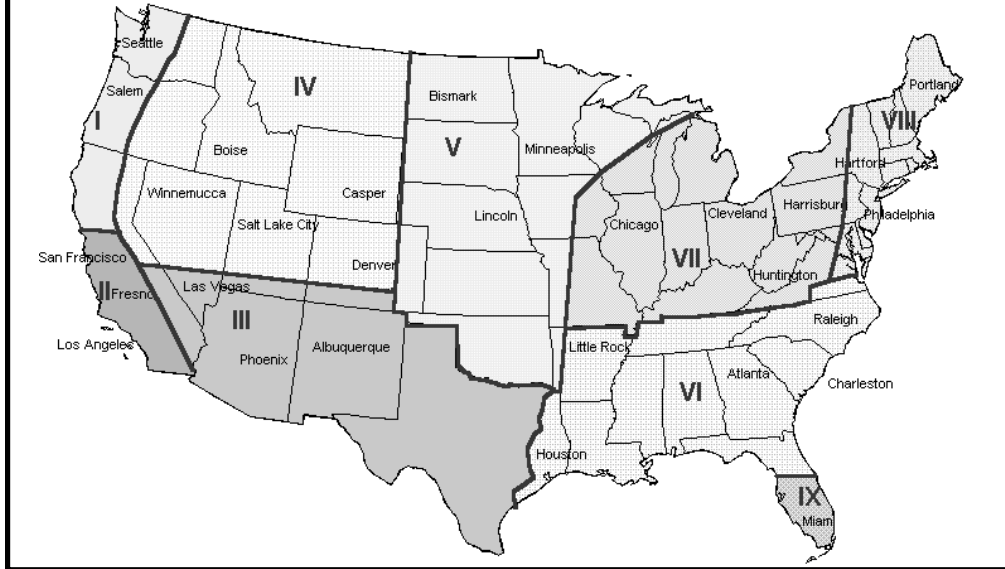 Seattle
Portland
IV
Salem
Bismark
VIII
I
V
Minneapolis
Boise
Hartford
Winnemucca
Casper
Harrisburg
Lincoln
Cleveland
Philadelphia
Salt Lake City
Chicago
San Francisco
Denver
VII
Huntington
Las Vegas
II
Fresno
III
Raleigh
Los Angeles
Phoenix
Albuquerque
Little Rock
Atlanta
Charleston
VI
Houston
IX
Miam